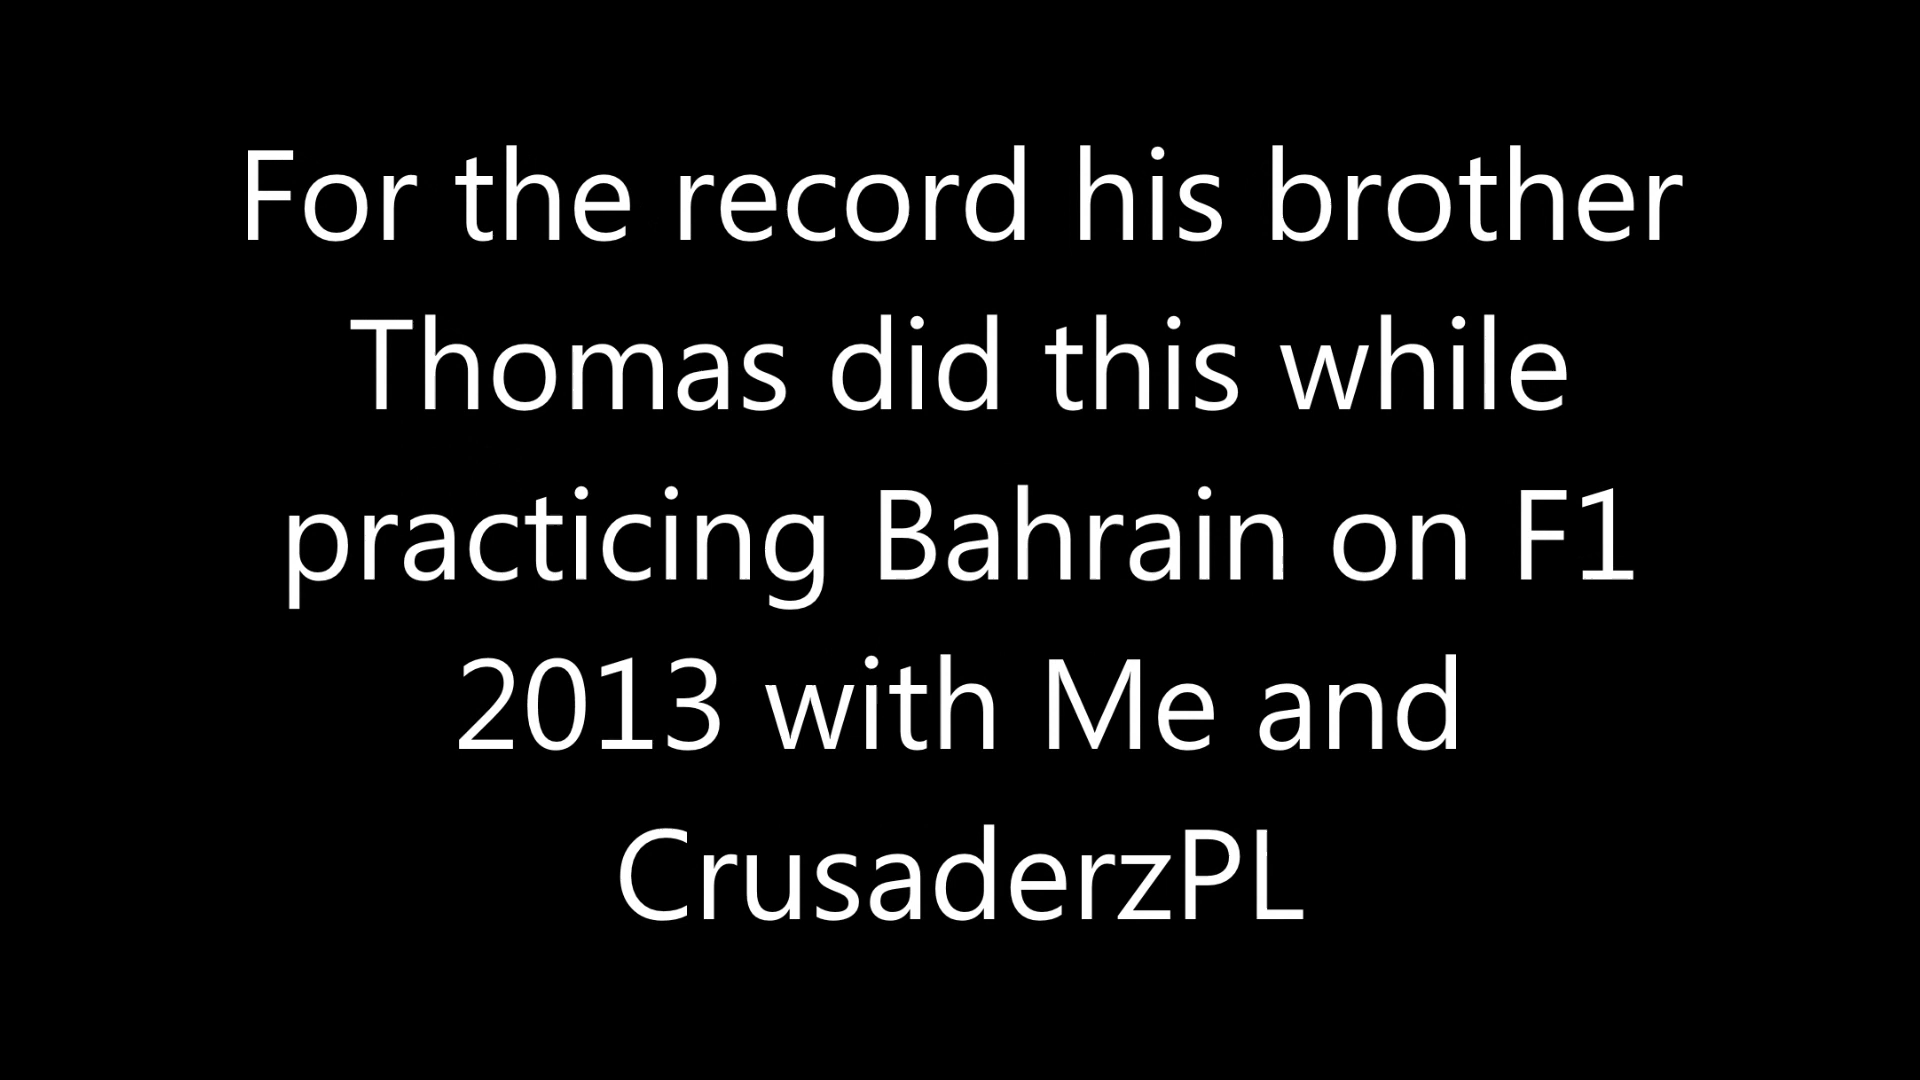 For the record his brother
Thomas did this while
practicing Bahrain on F1
2013 with Me and
CrusaderzPL